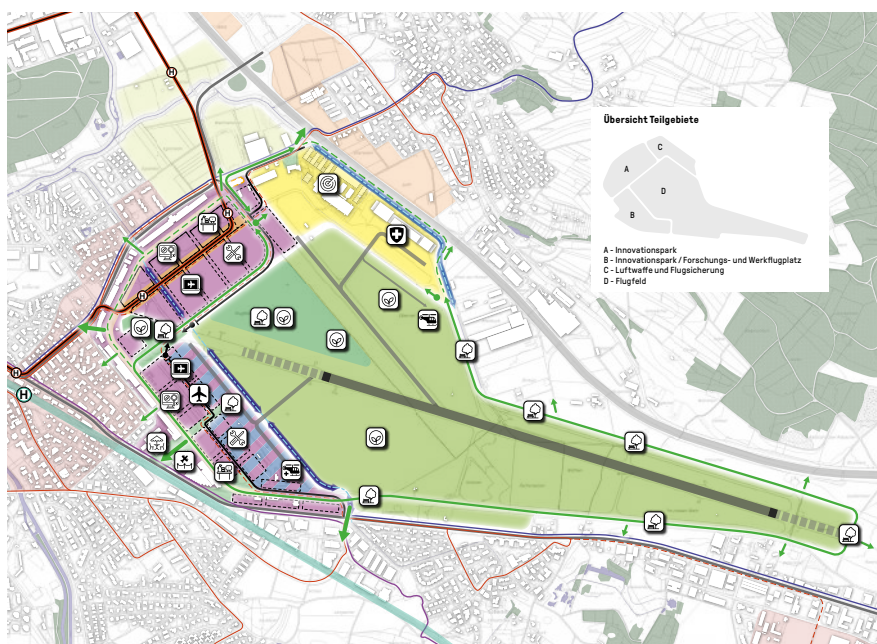 Übersicht Teilgebiete
C
A
D
B
A - Innovationspark
B - Innovationspark / Forschungs- und Werkflugplatz
C - Luftwaffe und Flugsicherung
D - Flugfeld
H
H
H
H
H